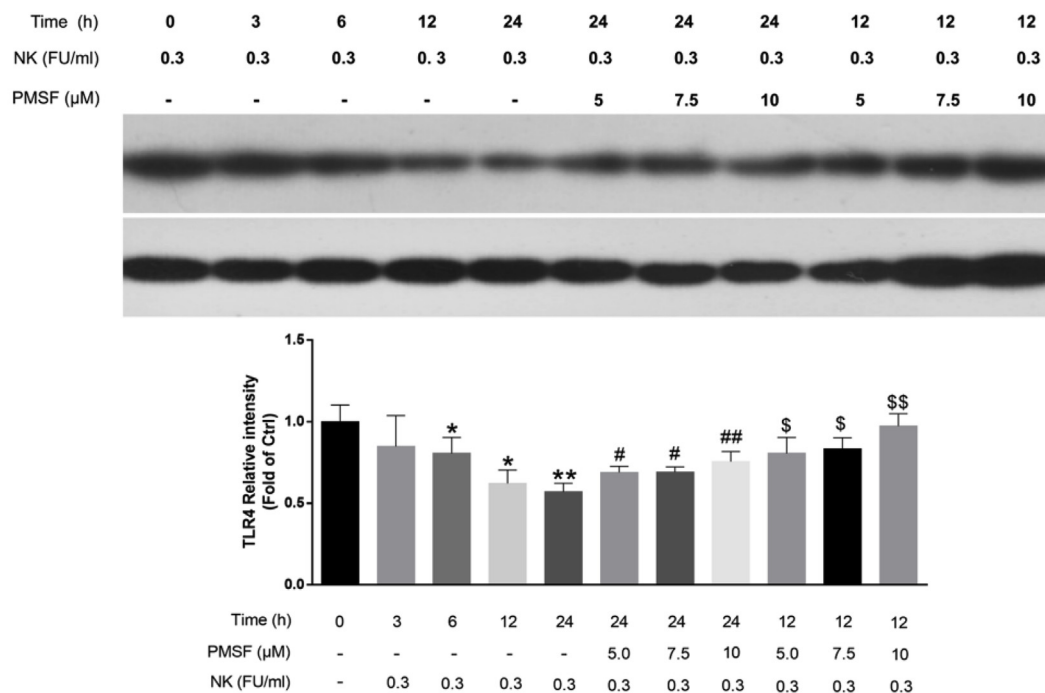 Time (h) 0 3 6 12 24 24 24 24 12 12 12
NK (FU/ml) 0.3 0.3 0.3 0. 3 0.3 0.3 0.3 0.3 0.3 0.3 0.3
PMSF (μM) - - - - - 5 7.5 10 5 7.5 10
TLR4 Relative intensity
(Fold of Ctrl)
1.5
1.0
0.5
0.0
* * ** # # ## $ $ $$
Time (h) 0 3 6 12 24 24 24 24 12 12 12
PMSF (μM) - - - - - 5.0 7.5 10 5.0 7.5 10
NK (FU/ml) - 0.3 0.3 0.3 0.3 0.3 0.3 0.3 0.3 0.3 0.3